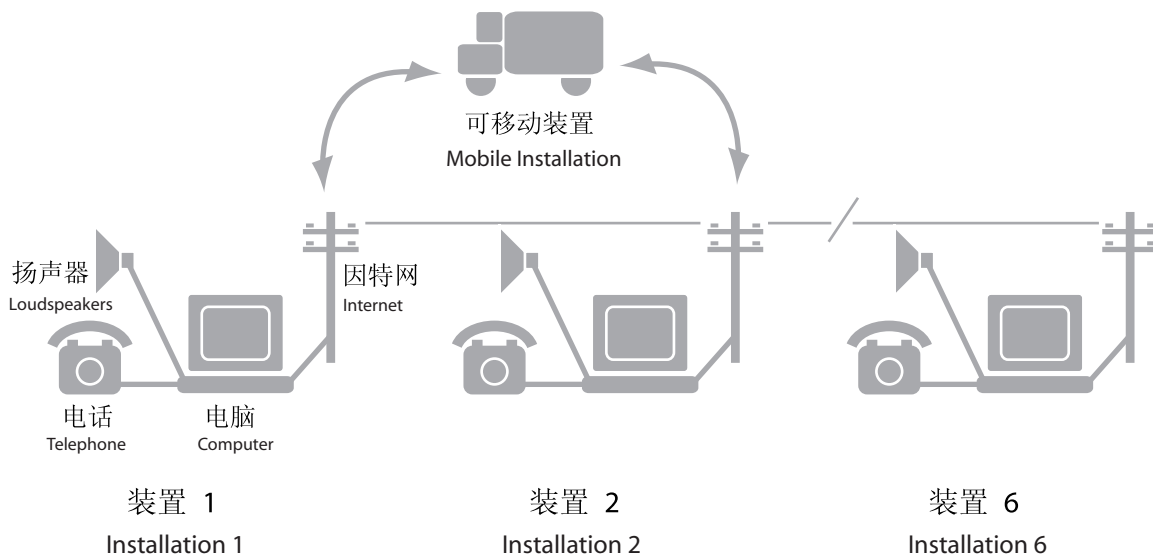 可移动装置
Mobile Installation
扬声器
Loudspeakers
因特网
Internet
电话
Telephone
电脑
Computer
装置 1
Installation 1
装置 2
Installation 2
装置 6
Installation 6